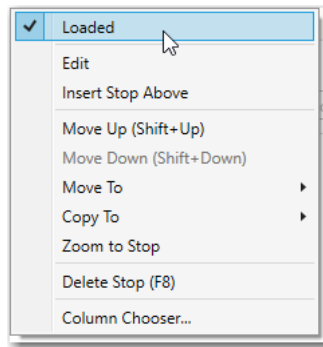 Loaded
Edit
Insert Stop Above
Move Up (Shift+Up)
Move Down (Shift+Down)
Move To
Copy To
Zoom to Stop
Delete Stop (F8)
Column Chooser...